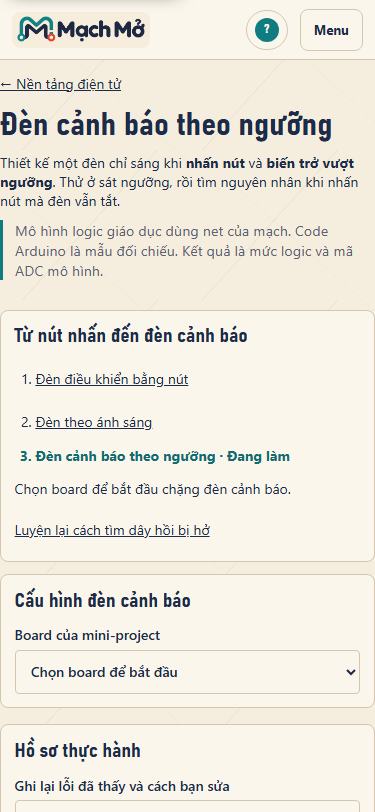 Mạch Mở
?
Menu
← Nền tảng điện tử
Đèn cảnh báo theo ngưỡng
Thiết kế một đèn chỉ sáng khi nhấn nút và biến trở vượt
ngưỡng. Thử ở sát ngưỡng, rồi tìm nguyên nhân khi nhấn
nút mà đèn vẫn tắt.
Mô hình logic giáo dục dùng net của mạch. Code
Arduino là mẫu đối chiếu. Kết quả là mức logic và mã
ADC mô hình.
Từ nút nhấn đến đèn cảnh báo
1. Đèn điều khiển bằng nút
2. Đèn theo ánh sáng
3. Đèn cảnh báo theo ngưỡng · Đang làm
Chọn board để bắt đầu chặng đèn cảnh báo.
Luyện lại cách tìm dây hồi bị hở
Cấu hình đèn cảnh báo
Board của mini-project
Chọn board để bắt đầu
Hồ sơ thực hành
Ghi lại lỗi đã thấy và cách bạn sửa